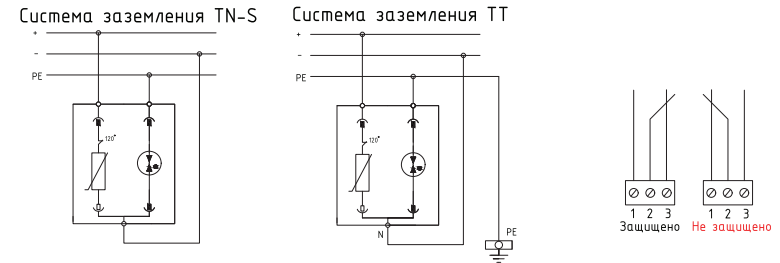 Система заземления TN-S
+
-
PE
120°
Система заземления TT
+
-
PE
120°
N
PE
1 2 3
Защищено
1 2 3
Не защищено